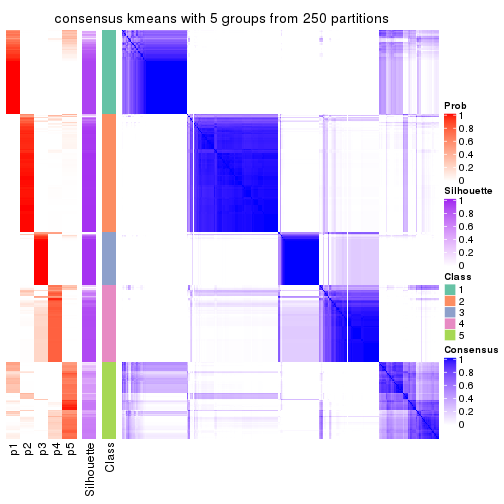 consensus kmeans with 5 groups from 250 partitions
Prob
1
0.8
0.6
0.4
0.2
0
Silhouette
1
0.8
0.6
0.4
0.2
0
Class
1
2
3
4
5
Consensus
1
0.8
0.6
0.4
0.2
0
p1
p2
p3
p4
p5
Silhouette
Class